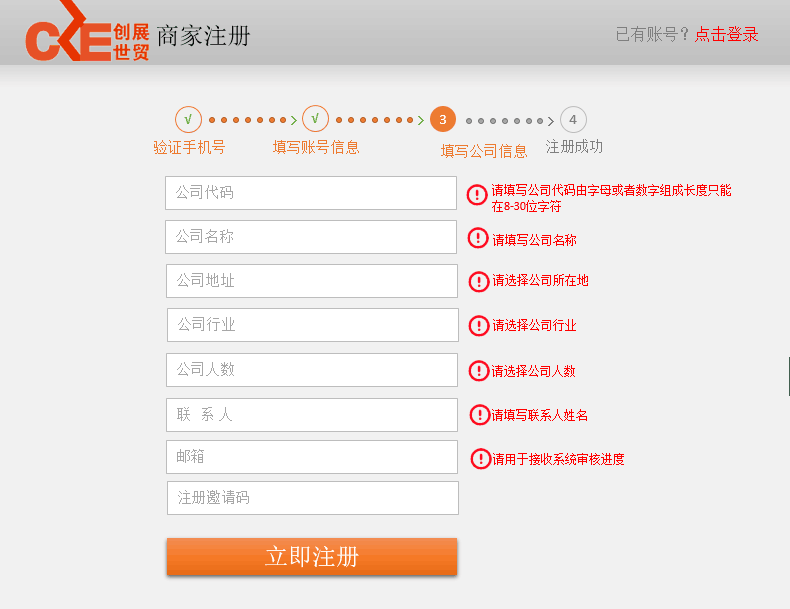 CKE 创展
世贸
商家注册
已有账号？点击登录
√ √ 3 4
验证手机号 填写账号信息 填写公司信息 注册成功
公司代码
请填写公司代码由字母或者数字组成长度只能
在8-30位字符
公司名称
请填写公司名称
公司地址
请选择公司所在地
公司行业
请选择公司行业
公司人数
请选择公司人数
联 系 人
请填写联系人姓名
邮箱
请用于接收系统审核进度
注册邀请码
立即注册